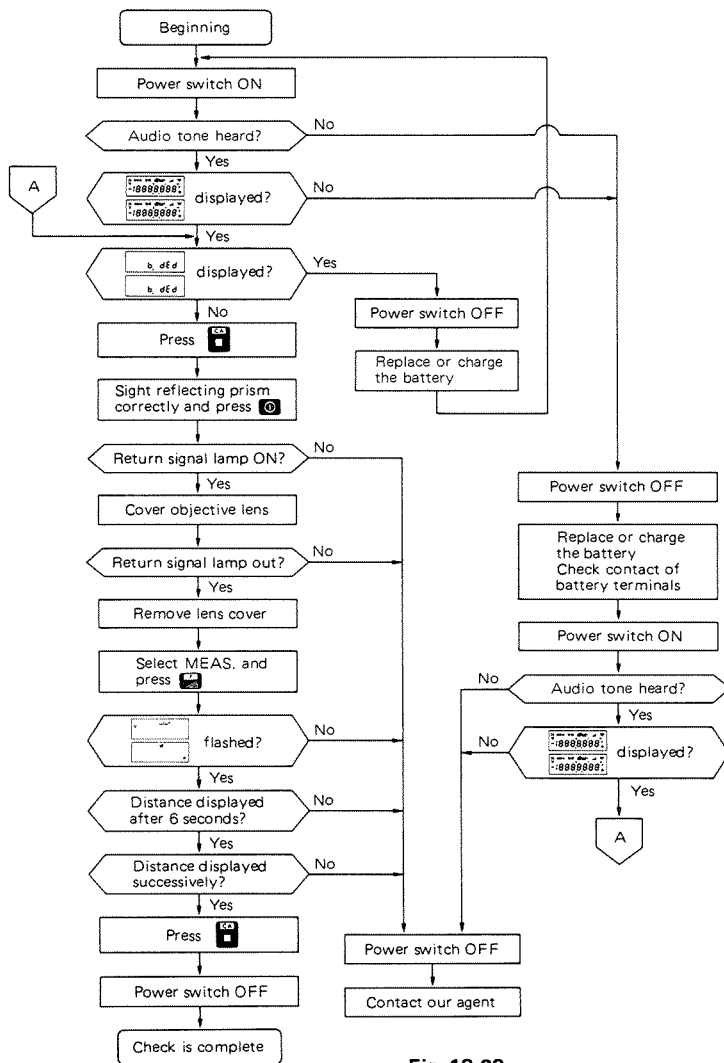 Beginning
Power switch ON
Audio tone heard?
No
Yes
A
displayed?
No
Yes
b. dEd
b. dEd
displayed?
Yes
No
Power switch OFF
Replace or charge
the battery
Press CA
Sight reflecting prism
correctly and press
Return signal lamp ON?
No
Yes
Cover objective lens
Return signal lamp out?
No
Yes
Remove lens cover
Select MEAS. and
press
flashed?
No
Yes
Distance displayed
after 6 seconds?
No
Yes
Distance displayed
successively?
No
Yes
Press CA
Power switch OFF
Check is complete
Power switch OFF
Replace or charge
the battery
Check contact of
battery terminals
Power switch ON
Audio tone heard?
No
Yes
displayed?
No
Yes
A
Power switch OFF
Contact our agent